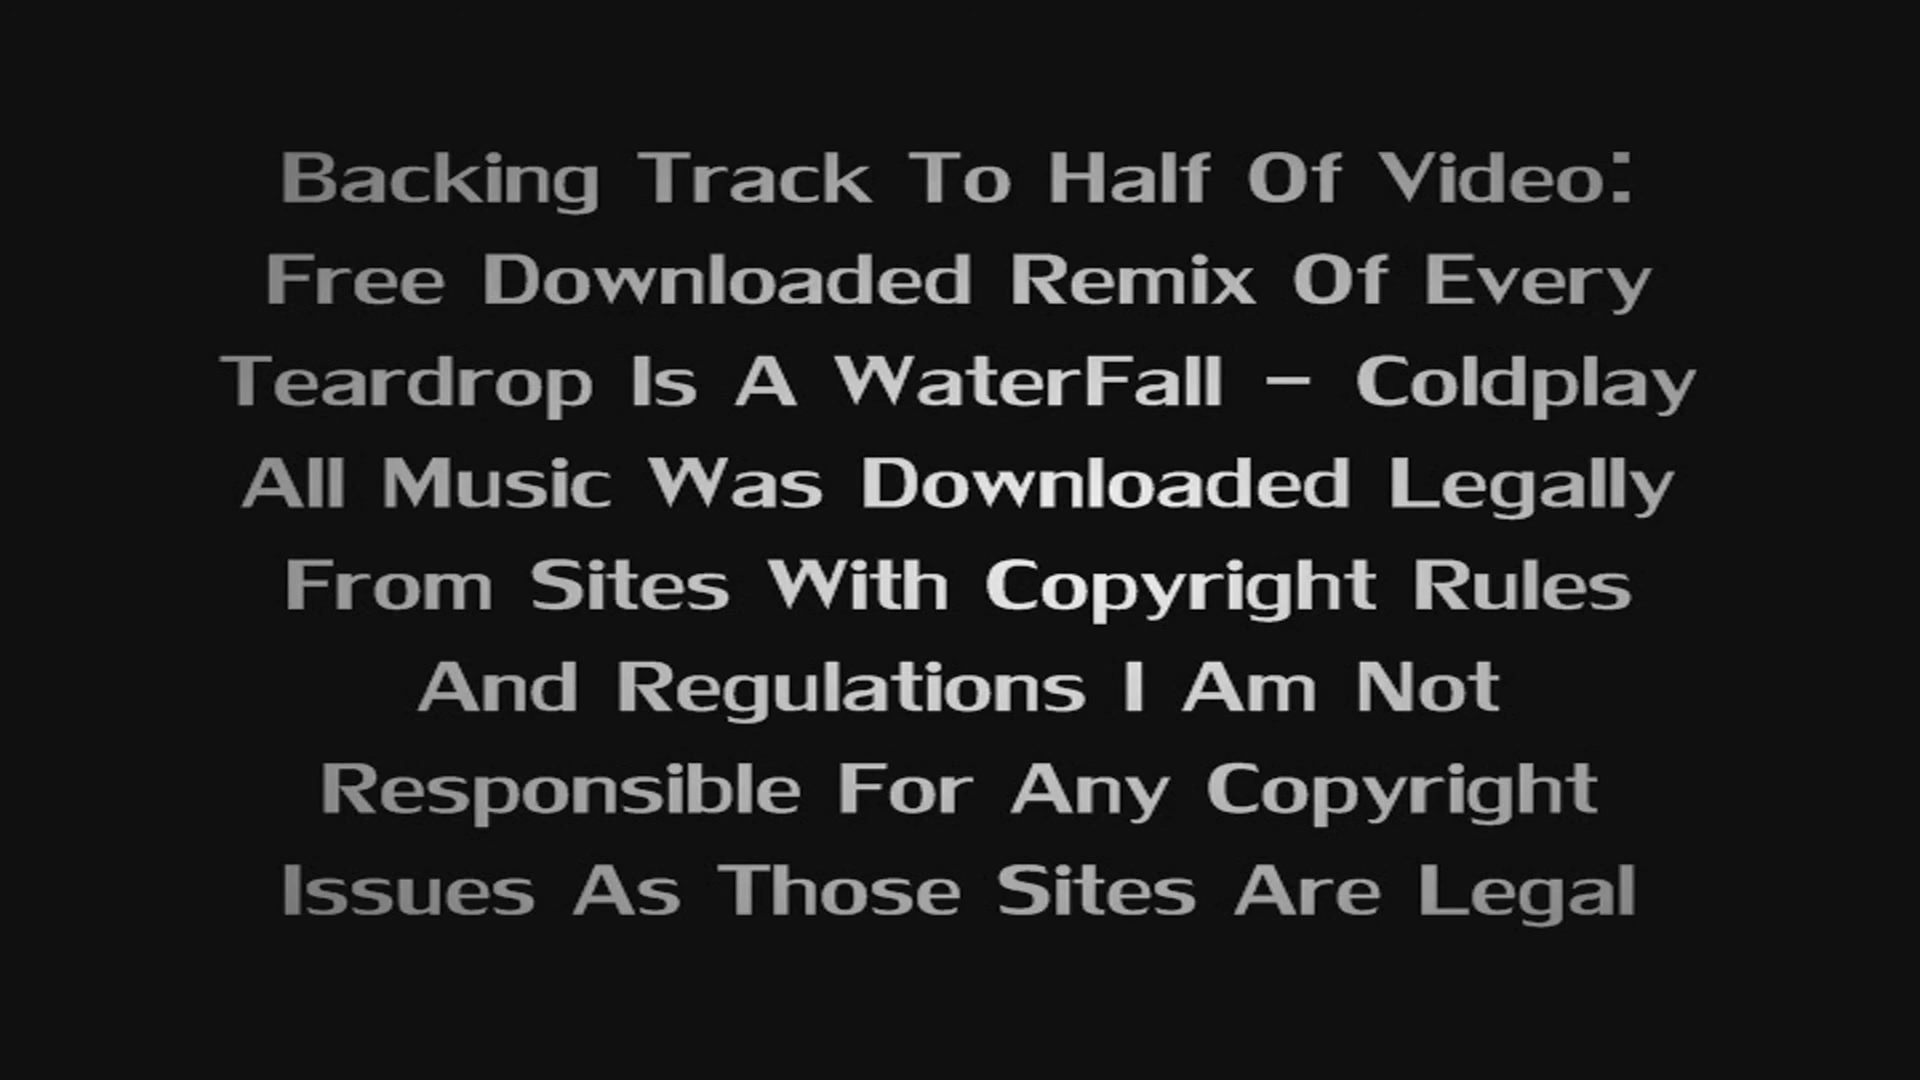 Backing Track To Half Of Video:
Free Downloaded Remix Of Every
Teardrop Is A WaterFall - Coldplay
All Music Was Downloaded Legally
From Sites With Copyright Rules
And Regulations I Am Not
Responsible For Any Copyright
Issues As Those Sites Are Legal